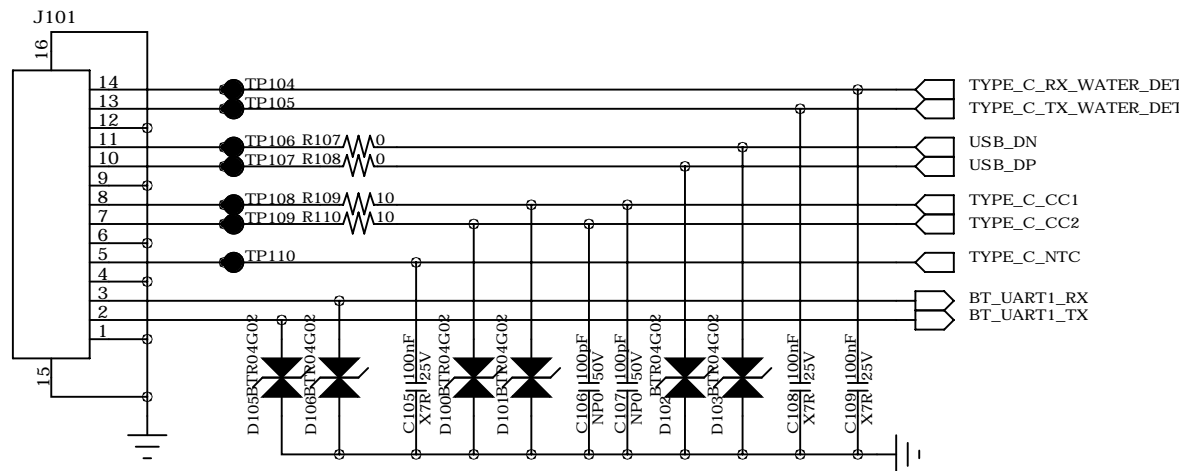 J101
16
14 TP104 TYPE_C_RX_WATER_DET
13 TP105 TYPE_C_TX_WATER_DET
12
11 TP106 R107 0 USB_DN
10 TP107 R108 0 USB_DP
9
8 TP108 R109 10 TYPE_C_CC1
7 TP109 R110 10 TYPE_C_CC2
6
5 TP110 TYPE_C_NTC
4
3 BT_UART1_RX
2 BT_UART1_TX
1
15
D105 BTR04G02
D106 BTR04G02
C105 100nF
X7R 25V
D100 BTR04G02
D101 BTR04G02
C106 100pF
NP0 50V
C107 100pF
NP0 50V
D102 BTR04G02
D103 BTR04G02
C108 100nF
X7R 25V
C109 100nF
X7R 25V